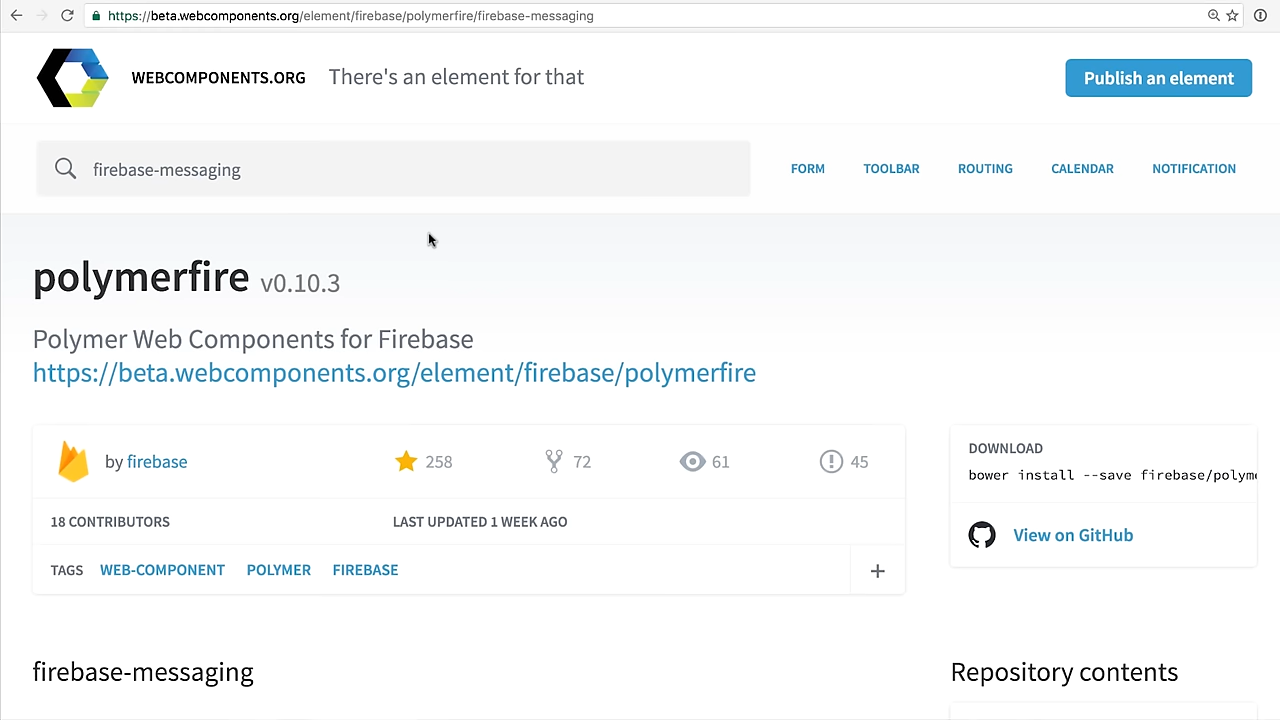 https://beta.webcomponents.org/element/firebase/polymerfire/firebase-messaging
WEBCOMPONENTS.ORG There's an element for that Publish an element
firebase-messaging FORM TOOLBAR ROUTING CALENDAR NOTIFICATION
polymerfire v0.10.3
Polymer Web Components for Firebase
https://beta.webcomponents.org/element/firebase/polymerfire
by firebase 258 72 61 45
18 CONTRIBUTORS LAST UPDATED 1 WEEK AGO
TAGS WEB-COMPONENT POLYMER FIREBASE +
DOWNLOAD
bower install --save firebase/polyme
View on GitHub
firebase-messaging
Repository contents